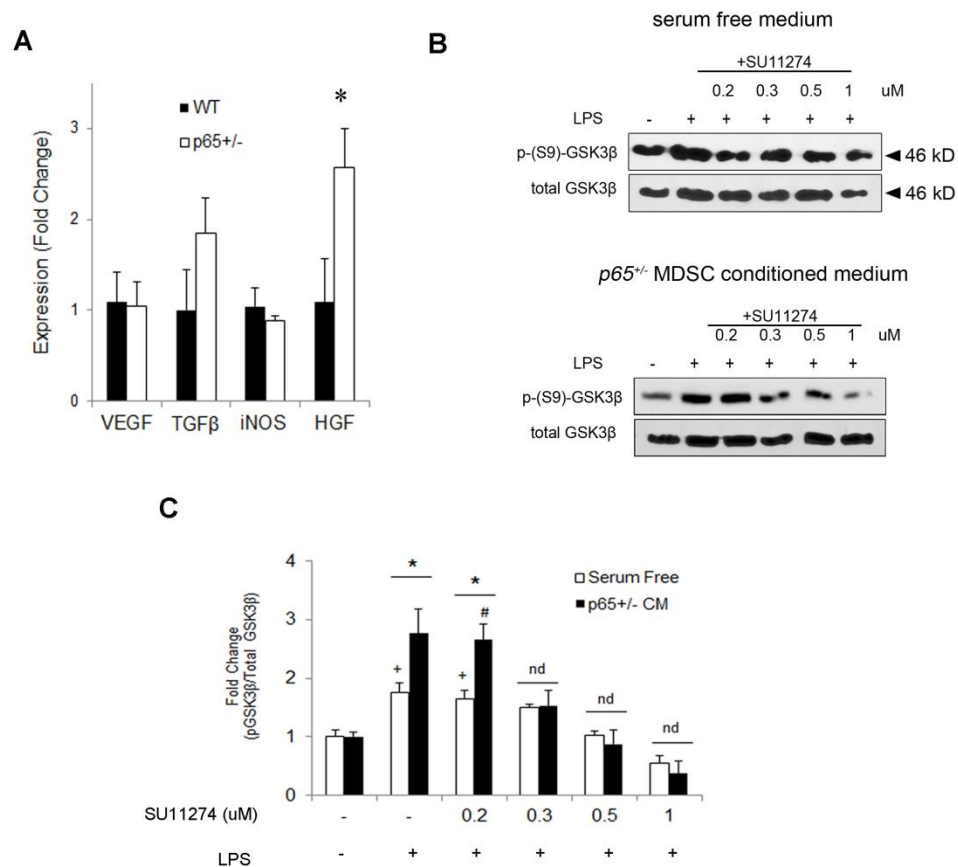 A
Expression (Fold Change)
3
2
1
0
WT
p65+/-
*
VEGF TGFβ iNOS HGF
B
serum free medium
+SU11274
0.2 0.3 0.5 1 uM
LPS - + + + + +
p-(S9)-GSK3β ◄ 46 kD
total GSK3β ◄ 46 kD
p65+/- MDSC conditioned medium
+SU11274
0.2 0.3 0.5 1 uM
LPS - + + + + +
p-(S9)-GSK3β
total GSK3β
C
Fold Change
(pGSK3β/Total GSK3β)
4
3
2
1
0
Serum Free
p65+/- CM
* *
+ + # nd nd nd
SU11274 (uM) - - 0.2 0.3 0.5 1
LPS - + + + + +